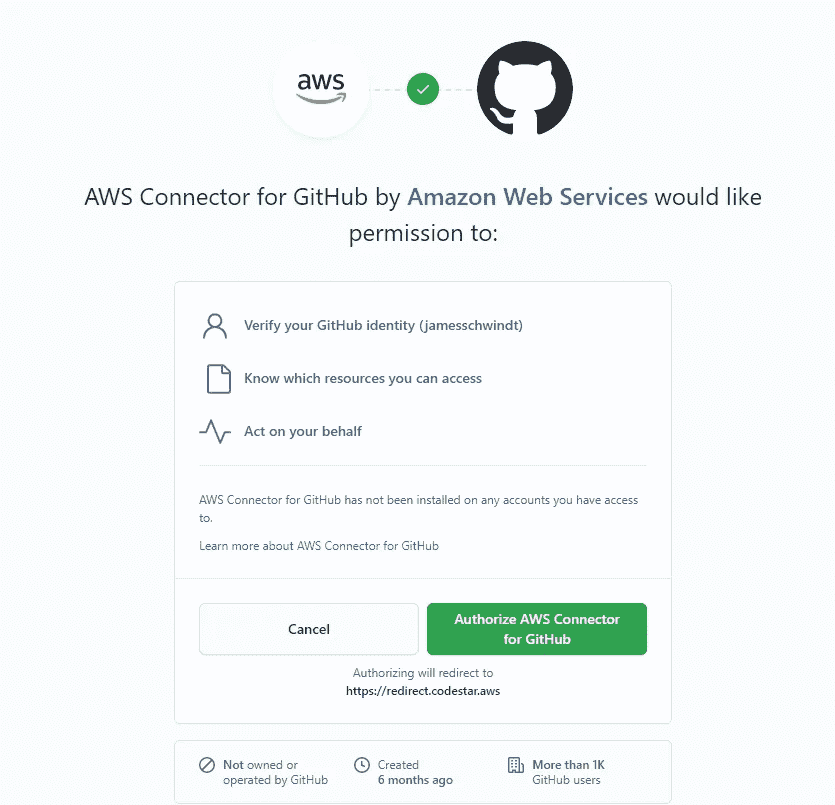 aws
AWS Connector for GitHub by Amazon Web Services would like
permission to:
Verify your GitHub identity (jamesschwindt)
Know which resources you can access
Act on your behalf
AWS Connector for GitHub has not been installed on any accounts you have access
to.
Learn more about AWS Connector for GitHub
Cancel
Authorize AWS Connector
for GitHub
Authorizing will redirect to
https://redirect.codestar.aws
Not owned or
operated by GitHub
Created
6 months ago
More than 1K
GitHub users